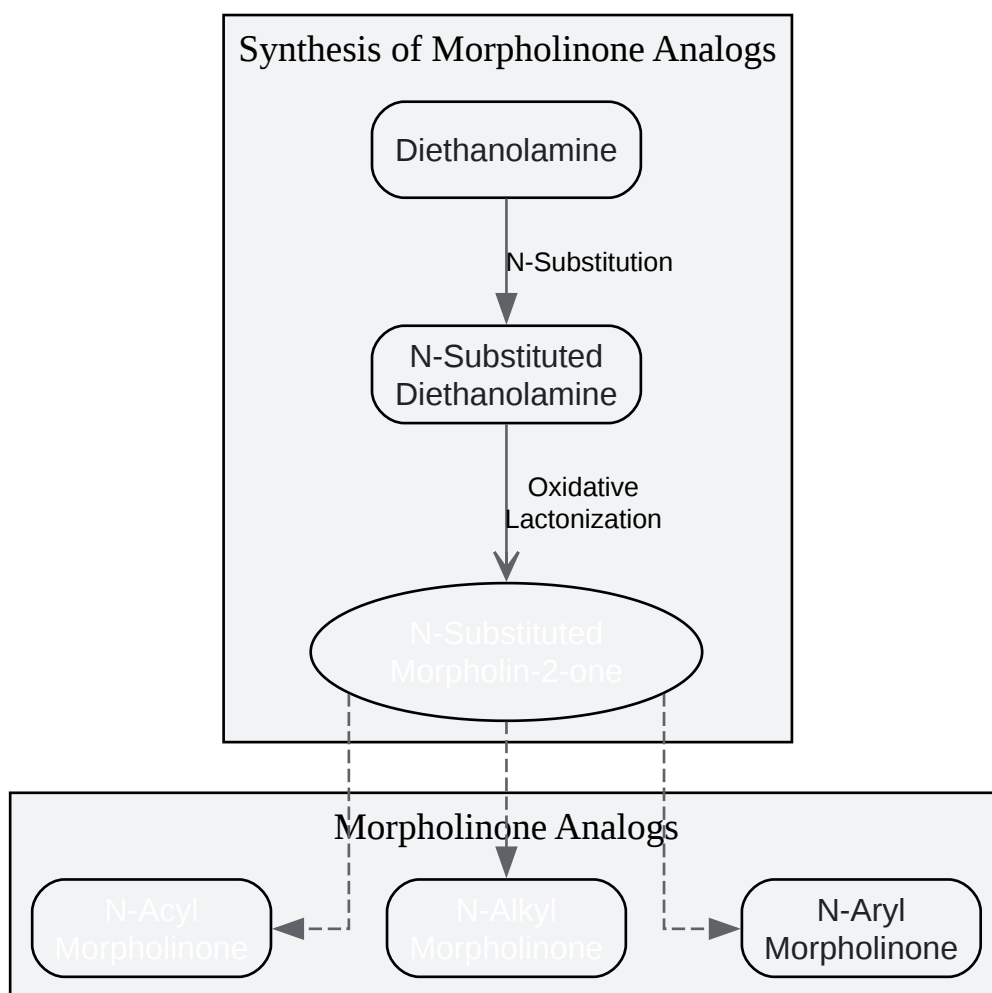 Synthesis of Morpholinone Analogs
Diethanolamine
N-Substitution
N-Substituted
Diethanolamine
Oxidative
Lactonization
N-Substituted
Morpholin-2-one
Morpholinone Analogs
N-Acyl
Morpholinone
N-Alkyl
Morpholinone
N-Aryl
Morpholinone